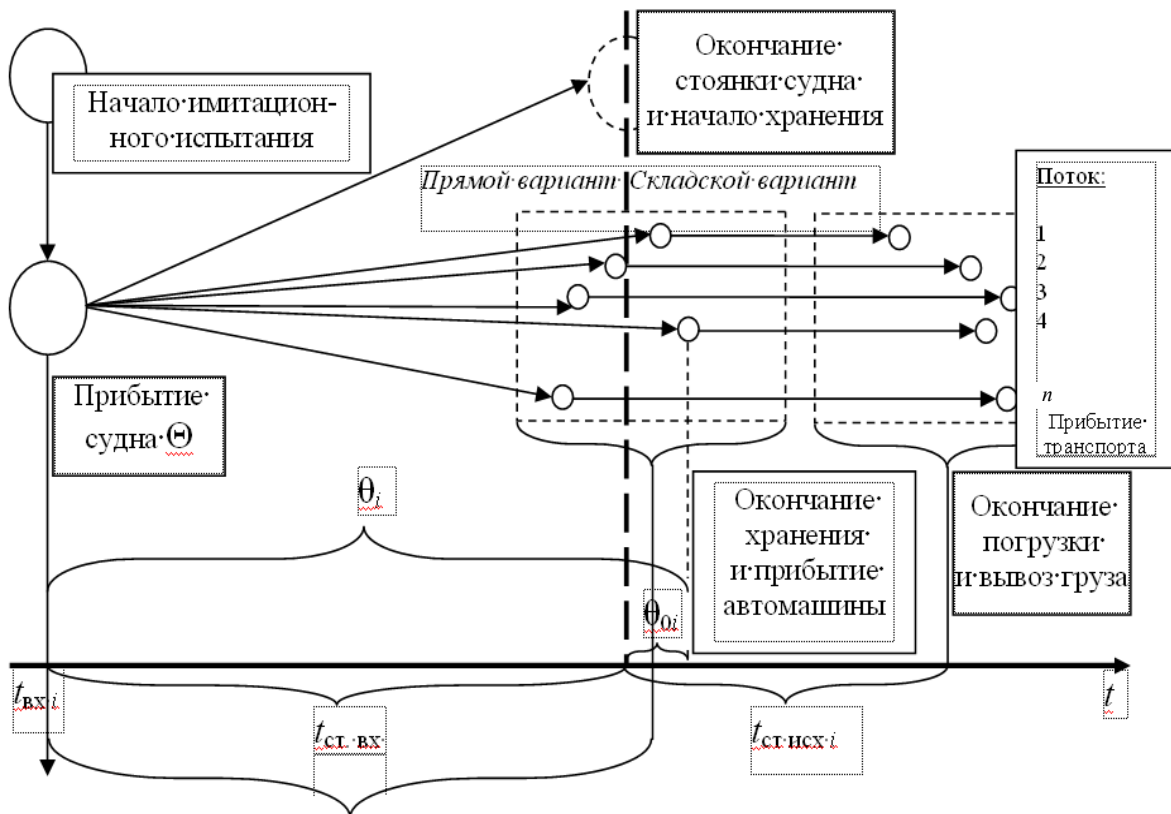 Окончание·
стоянки судна·
и·начало·хранения
Начало·имитацион-
ного·испытания
Прямой·вариант· Складской·вариант
Поток:
1
2
3
4
n
Прибытие·
транспорта
Прибытие·
судна·Θ
θi
Окончание·
хранения·
и·прибытие·
автомашины
Окончание·
погрузки·
и·вывоз·груза
θ0i
tвх·i
tст.·вх·
tст·исх·i
t